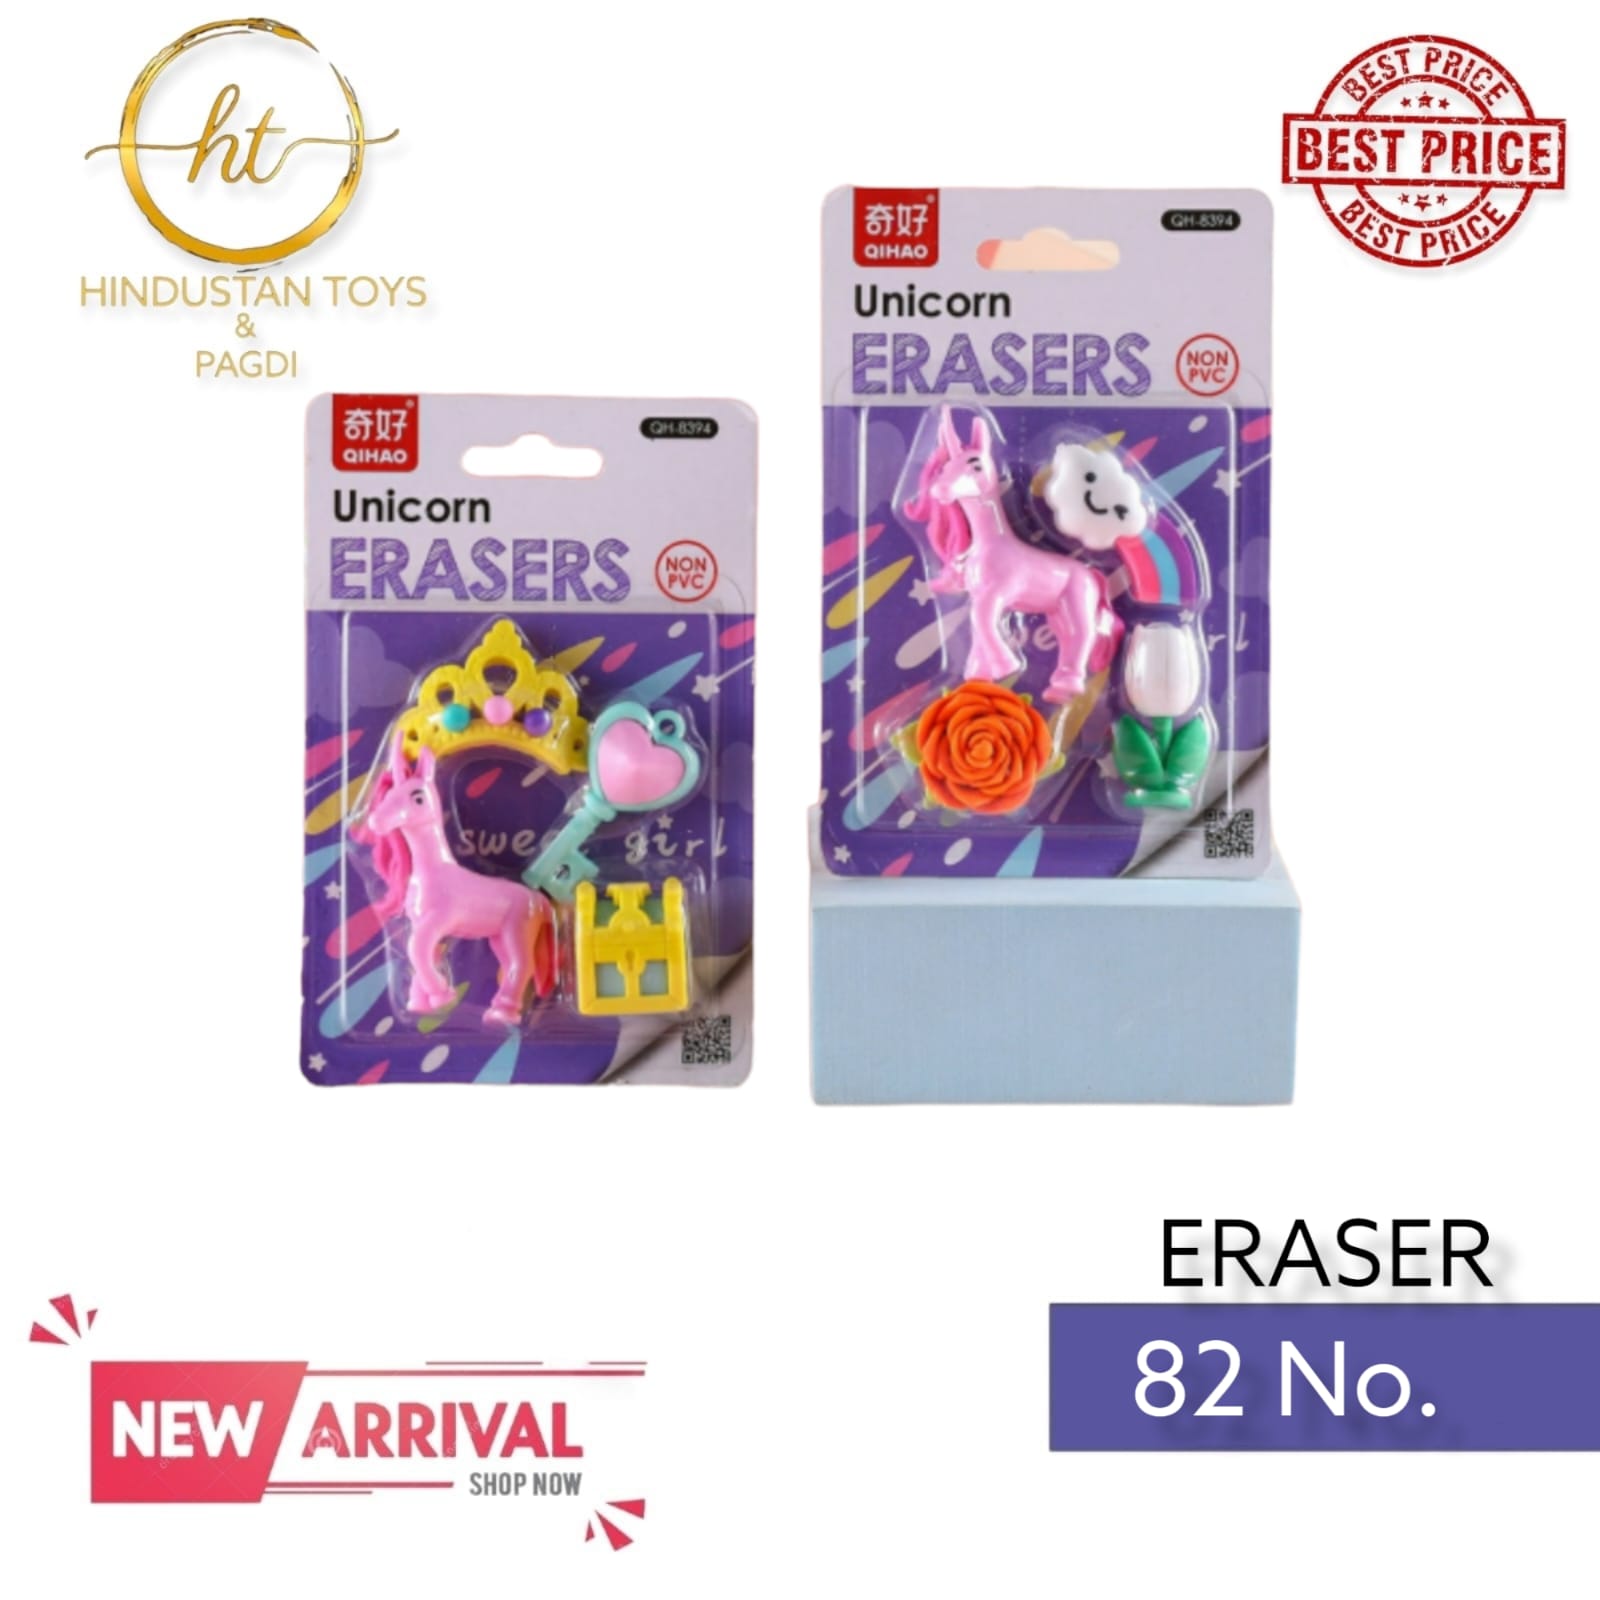 ht
HINDUSTAN TOYS
&
PAGDI
BEST PRICE
BEST PRICE
BEST PRICE
奇好
QIHAO
QH-8394
Unicorn
ERASERS
NON
PVC
sweet girl
奇好
QIHAO
QH-8394
Unicorn
ERASERS
NON
PVC
ERASER
82 No.
NEW ARRIVAL
SHOP NOW